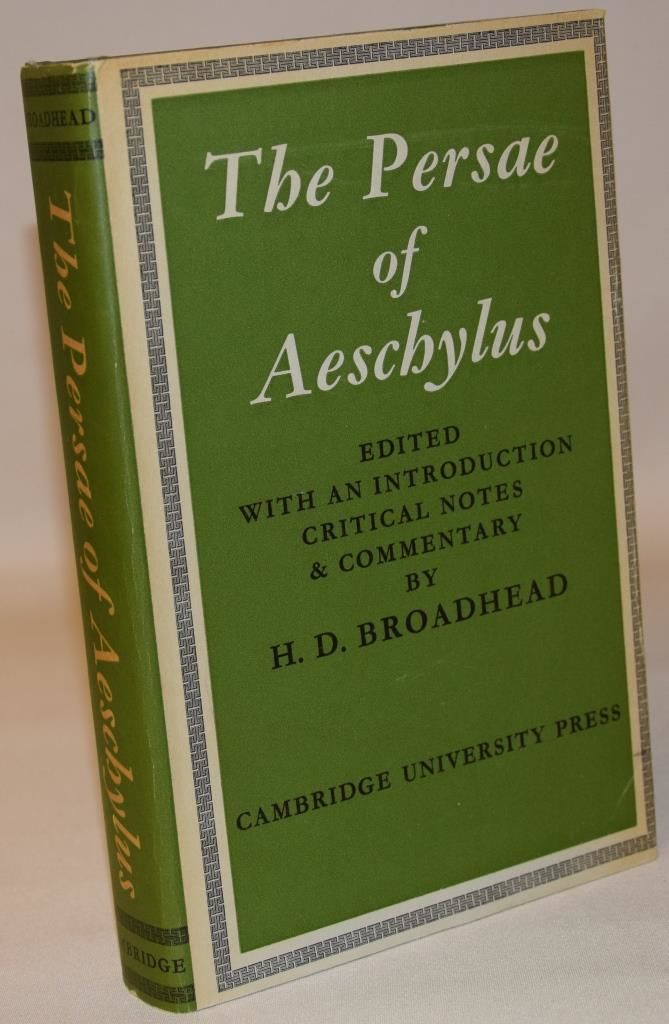 BROADHEAD
The Persae of Aeschylus
BRIDGE
The Persae
of
Aeschylus
EDITED
WITH AN INTRODUCTION
CRITICAL NOTES
& COMMENTARY
BY
H. D. BROADHEAD
CAMBRIDGE UNIVERSITY PRESS